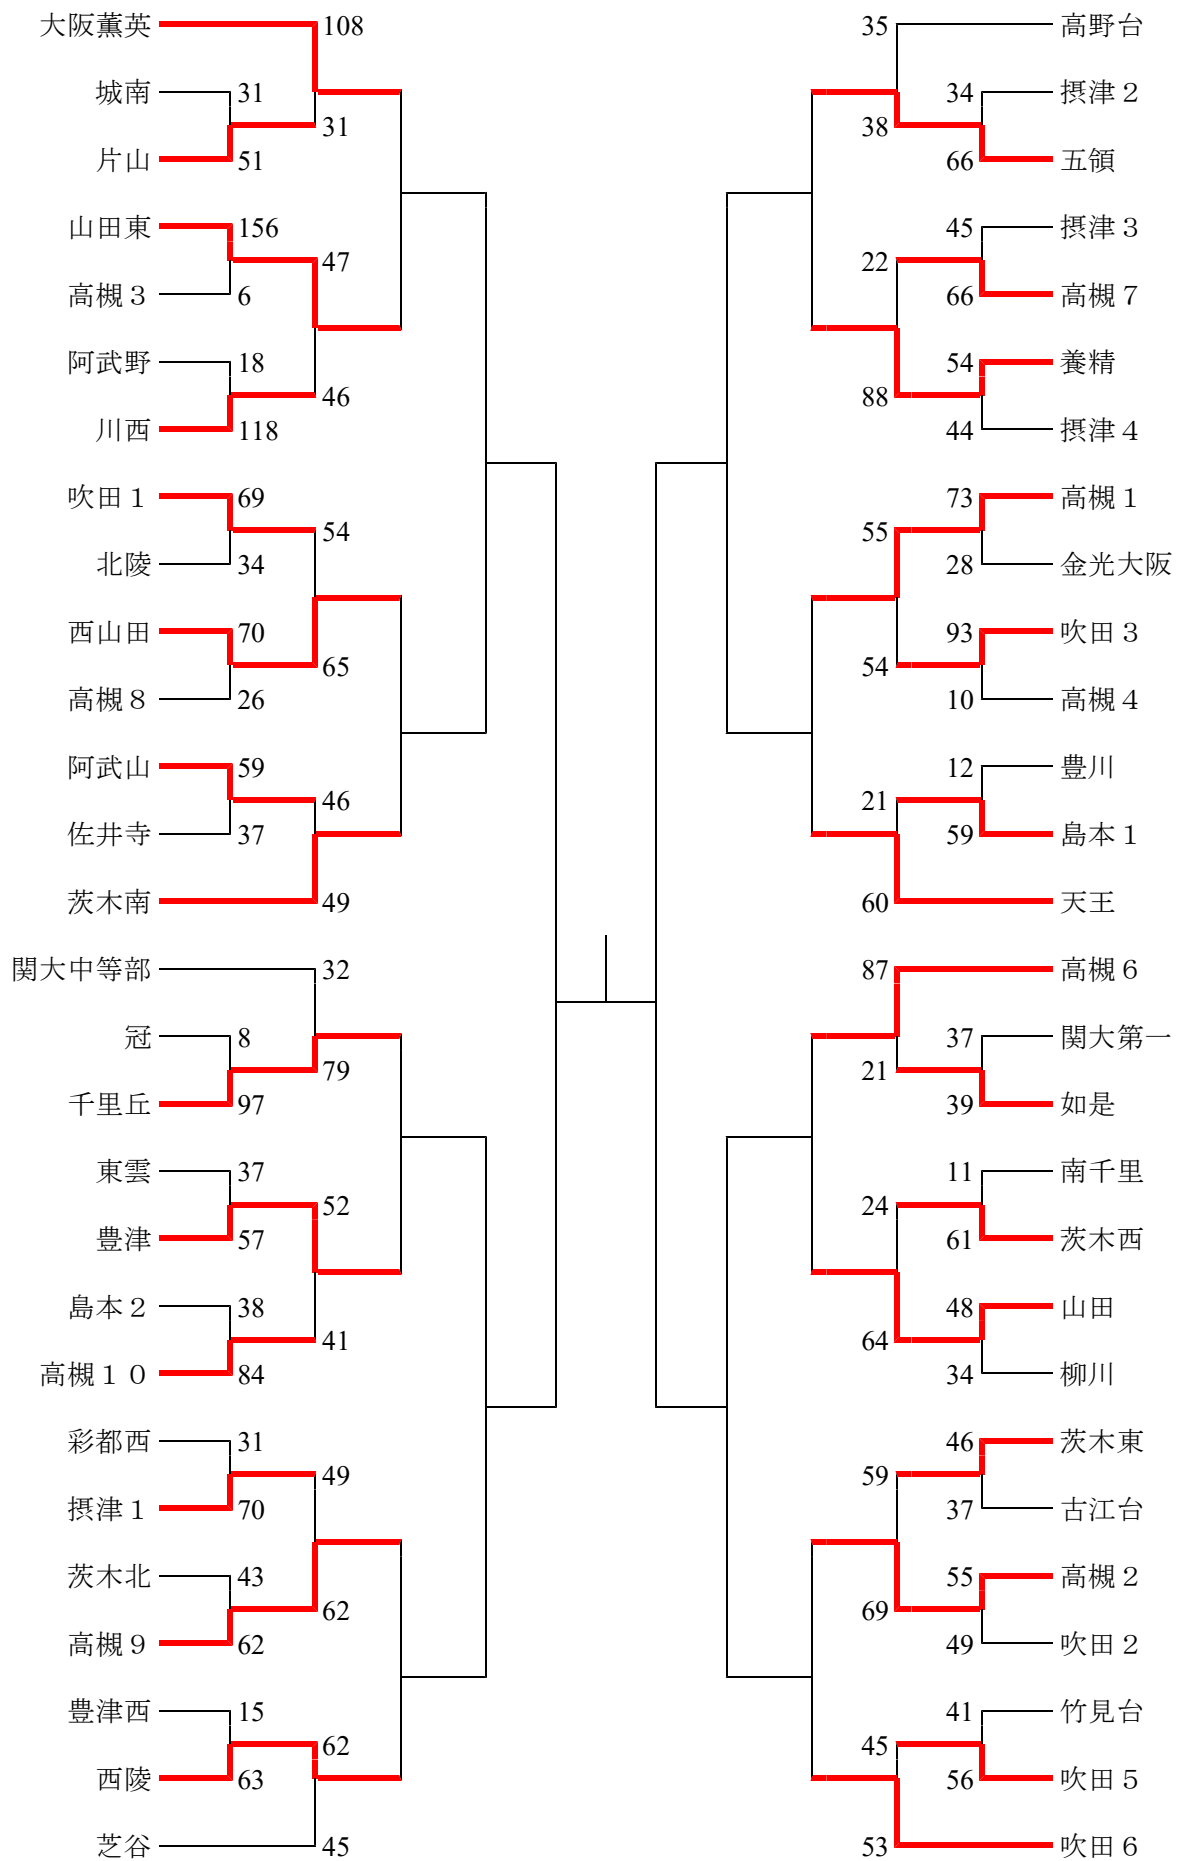 大阪薫英 108 35 高野台
城南 31 34 摂津２
31 38
片山 51 66 五領
山田東 156 45 摂津３
47 22
高槻３ 6 66 高槻７
阿武野 18 54 養精
46 88
川西 118 44 摂津４
吹田１ 69 73 高槻１
54 55
北陵 34 28 金光大阪
西山田 70 93 吹田３
65 54
高槻８ 26 10 高槻４
阿武山 59 12 豊川
46 21
佐井寺 37 59 島本１
茨木南 49 60 天王
関大中等部 32 87 高槻６
冠 8 37 関大第一
79 21
千里丘 97 39 如是
東雲 37 11 南千里
52 24
豊津 57 61 茨木西
島本２ 38 48 山田
41 64
高槻１０ 84 34 柳川
彩都西 31 46 茨木東
49 59
摂津１ 70 37 古江台
茨木北 43 55 高槻２
62 69
高槻９ 62 49 吹田２
豊津西 15 41 竹見台
62 45
西陵 63 56 吹田５
芝谷 45 53 吹田６